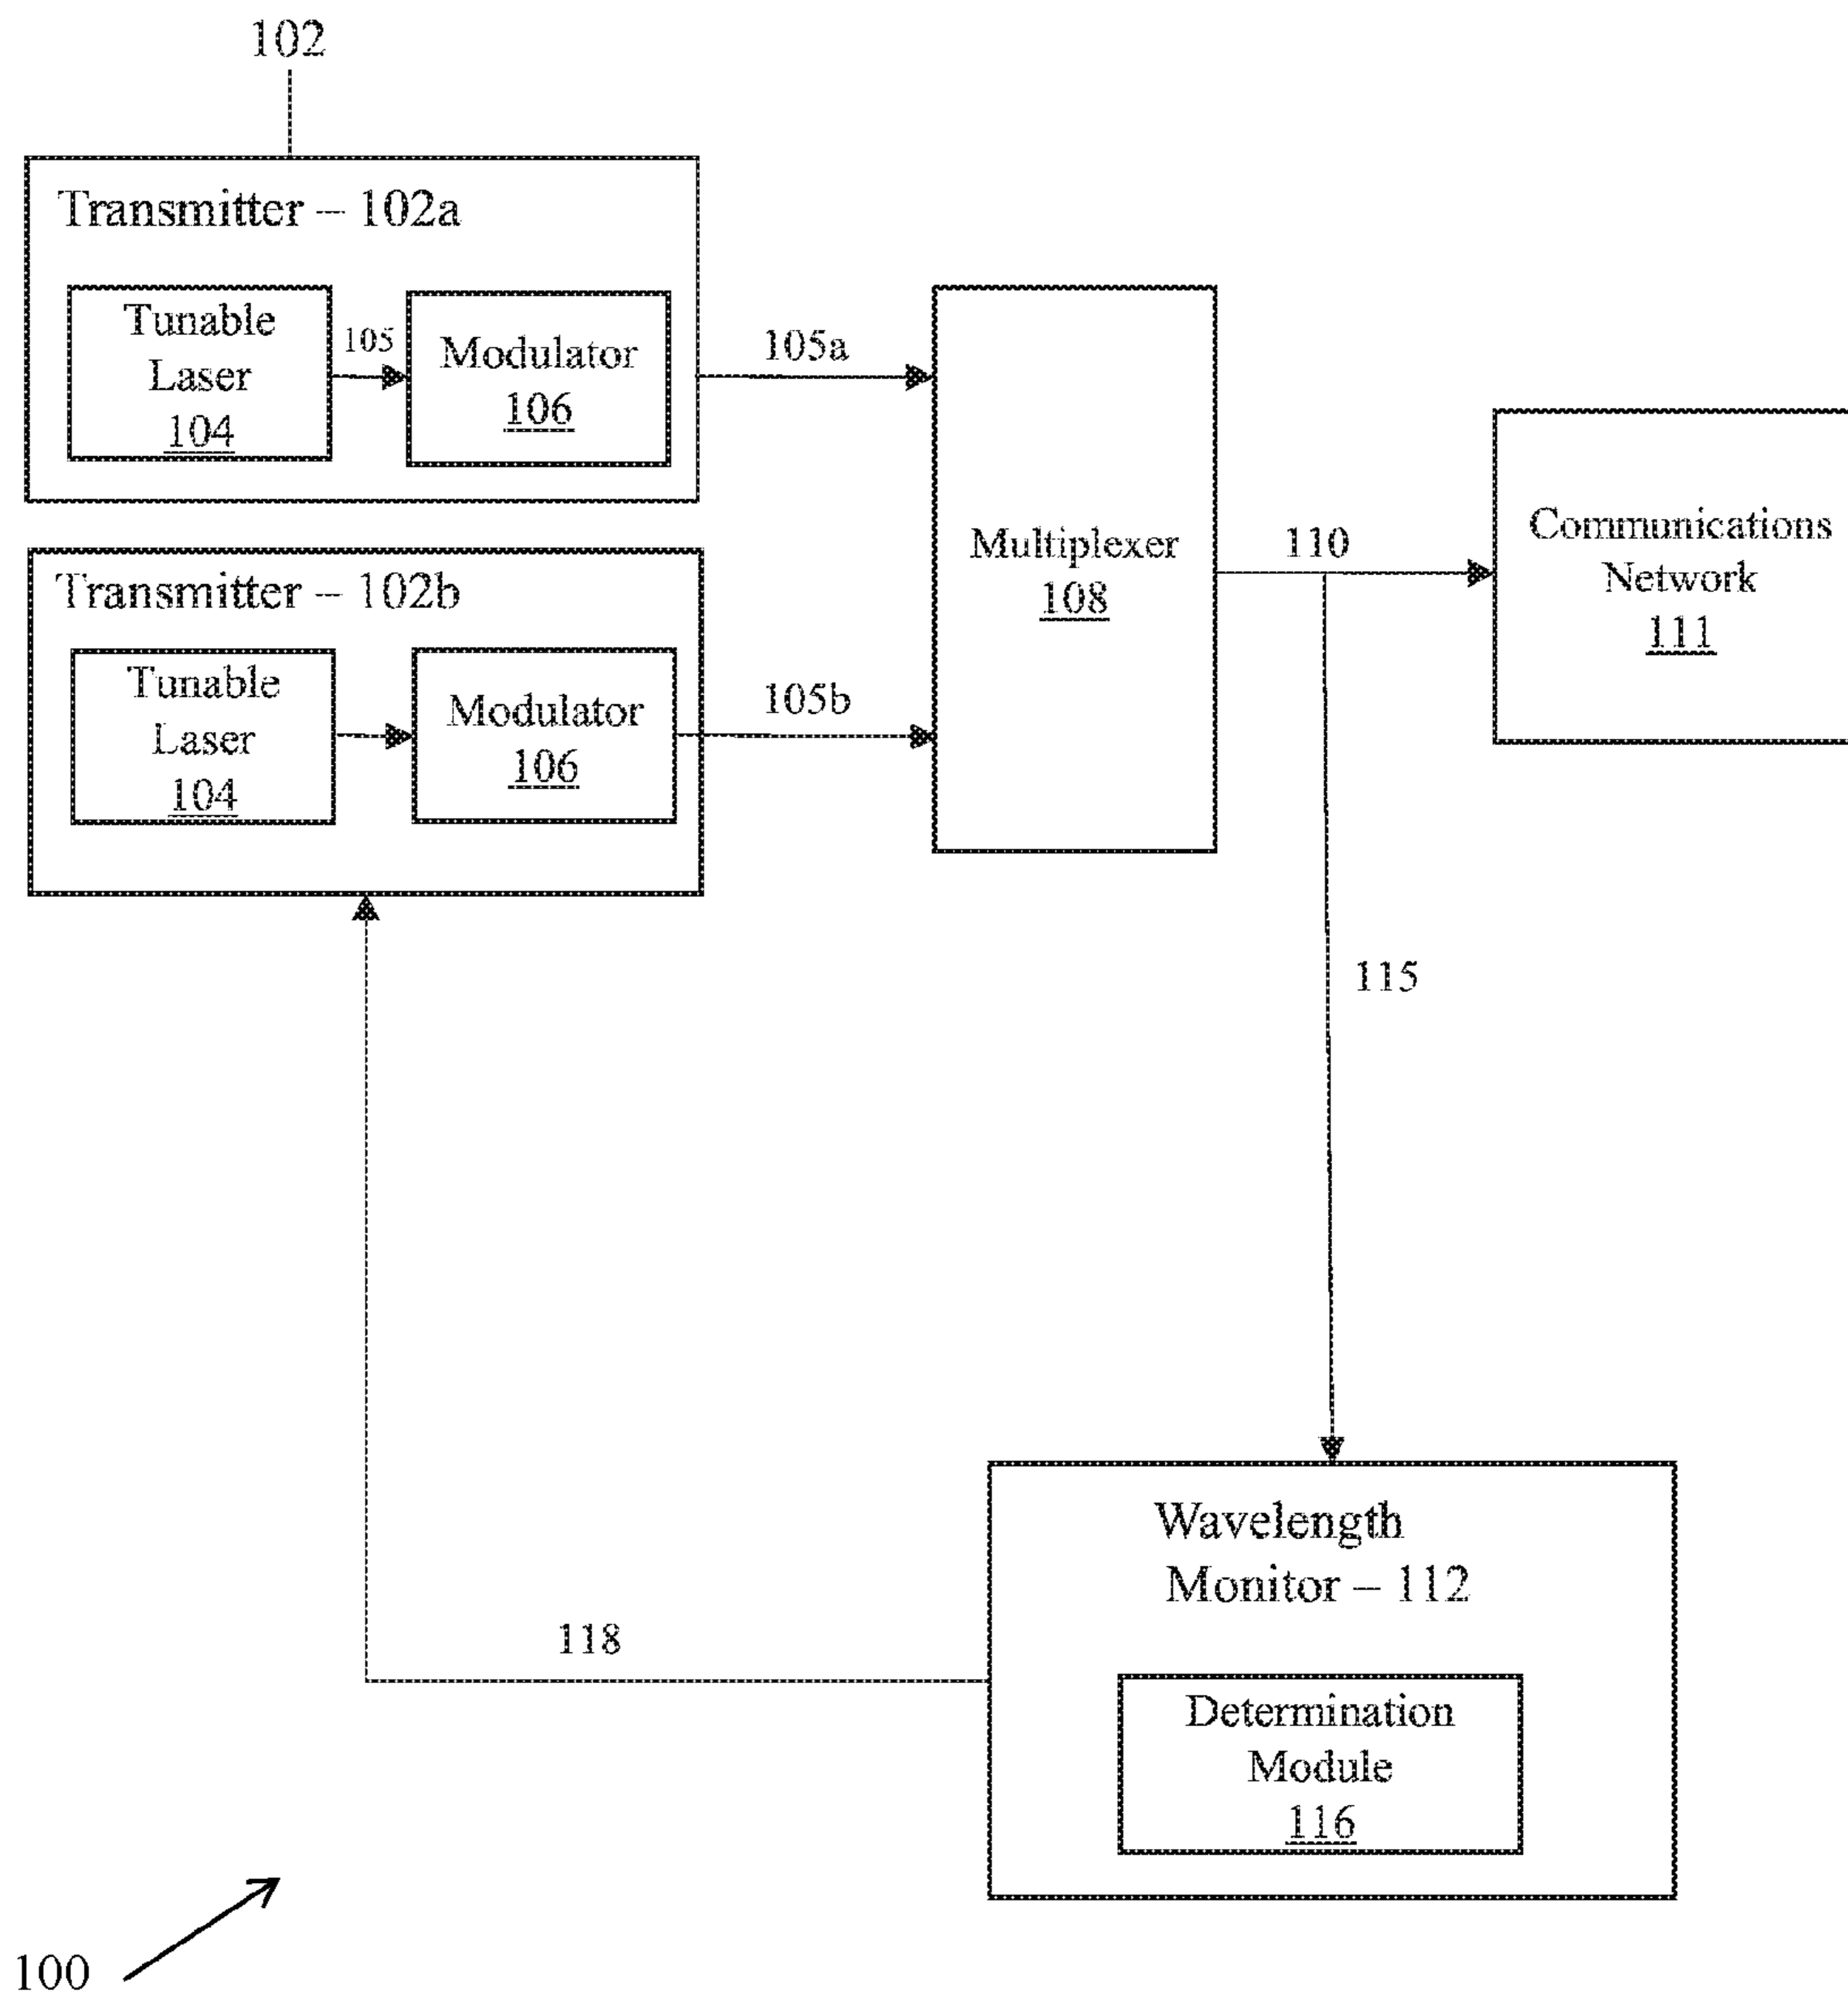 102
Transmitter – 102a
Tunable
Laser
104
105
Modulator
106
105a
Transmitter – 102b
Tunable
Laser
104
Modulator
106
105b
Multiplexer
108
110
Communications
Network
111
115
Wavelength
Monitor – 112
118
Determination
Module
116
100